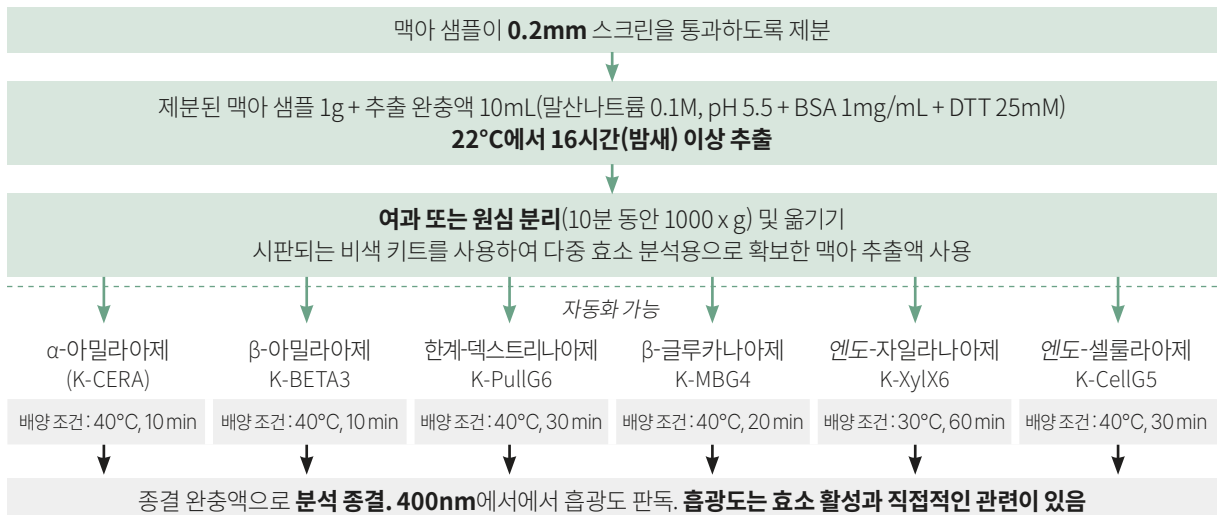 맥아 샘플이 0.2mm 스크린을 통과하도록 제분
제분된 맥아 샘플 1g + 추출 완충액 10mL(말산나트륨 0.1M, pH 5.5 + BSA 1mg/mL + DTT 25mM)
22°C에서 16시간(밤새) 이상 추출
여과 또는 원심 분리(10분 동안 1000 x g) 및 옮기기
시판되는 비색 키트를 사용하여 다중 효소 분석용으로 확보한 맥아 추출액 사용
자동화 가능
α-아밀라아제 β-아밀라아제 한계-덱스트리나아제 β-글루카나아제 엔도-자일라나아제 엔도-셀룰라아제
(K-CERA) K-BETA3 K-PullG6 K-MBG4 K-XylX6 K-CellG5
배양 조건: 40°C, 10 min 배양 조건: 40°C, 10 min 배양 조건: 40°C, 30 min 배양 조건: 40°C, 20 min 배양 조건: 30°C, 60 min 배양 조건: 40°C, 30 min
종결 완충액으로 분석 종결. 400nm에서에서 흡광도 판독. 흡광도는 효소 활성과 직접적인 관련이 있음